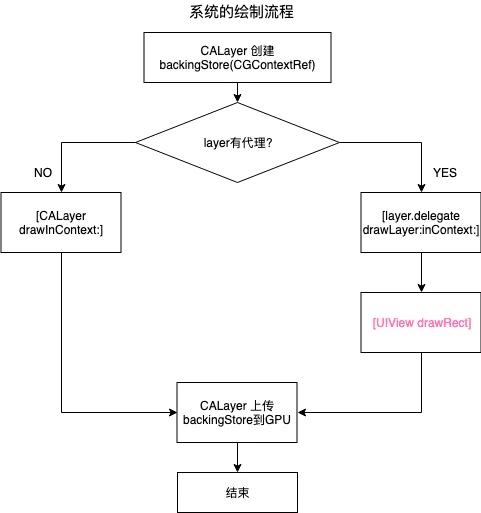 系统的绘制流程
CALayer 创建
backingStore(CGContextRef)
layer有代理?
NO
YES
[CALayer
drawInContext:]
[layer.delegate
drawLayer:inContext:]
[UIView drawRect]
CALayer 上传
backingStore到GPU
结束